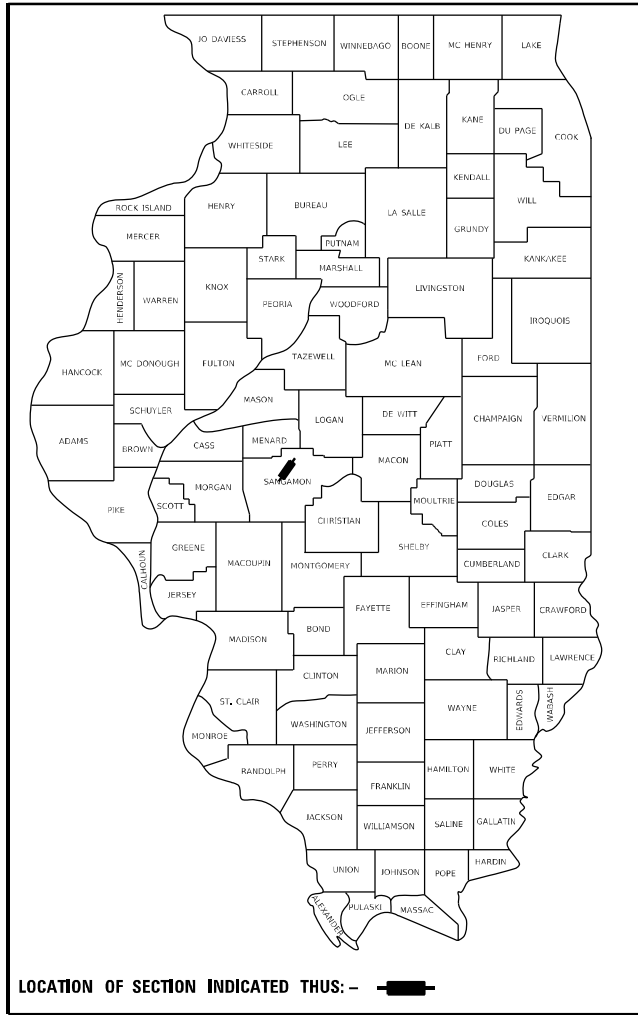 JO DAVIESS
STEPHENSON
WINNEBAGO
BOONE
MC HENRY
LAKE
CARROLL
OGLE
DE KALB
KANE
DU PAGE
COOK
WHITESIDE
LEE
KENDALL
WILL
ROCK ISLAND
HENRY
BUREAU
LA SALLE
GRUNDY
MERCER
PUTNAM
KANKAKEE
STARK
MARSHALL
HENDERSON
WARREN
KNOX
PEORIA
WOODFORD
LIVINGSTON
IROQUOIS
TAZEWELL
HANCOCK
MC DONOUGH
FULTON
MC LEAN
FORD
MASON
SCHUYLER
LOGAN
DE WITT
CHAMPAIGN
VERMILION
ADAMS
BROWN
CASS
MENARD
MACON
PIATT
SANGAMON
MORGAN
DOUGLAS
PIKE
SCOTT
CHRISTIAN
MOULTRIE
EDGAR
COLES
GREENE
SHELBY
CALHOUN
MACOUPIN
MONTGOMERY
CUMBERLAND
CLARK
JERSEY
FAYETTE
EFFINGHAM
JASPER
CRAWFORD
MADISON
BOND
CLAY
RICHLAND
LAWRENCE
CLINTON
MARION
ST. CLAIR
WAYNE
EDWARDS
WABASH
WASHINGTON
JEFFERSON
MONROE
RANDOLPH
PERRY
HAMILTON
WHITE
FRANKLIN
JACKSON
WILLIAMSON
SALINE
GALLATIN
HARDIN
UNION
JOHNSON
POPE
ALEXANDER
PULASKI
MASSAC
LOCATION OF SECTION INDICATED THUS: -